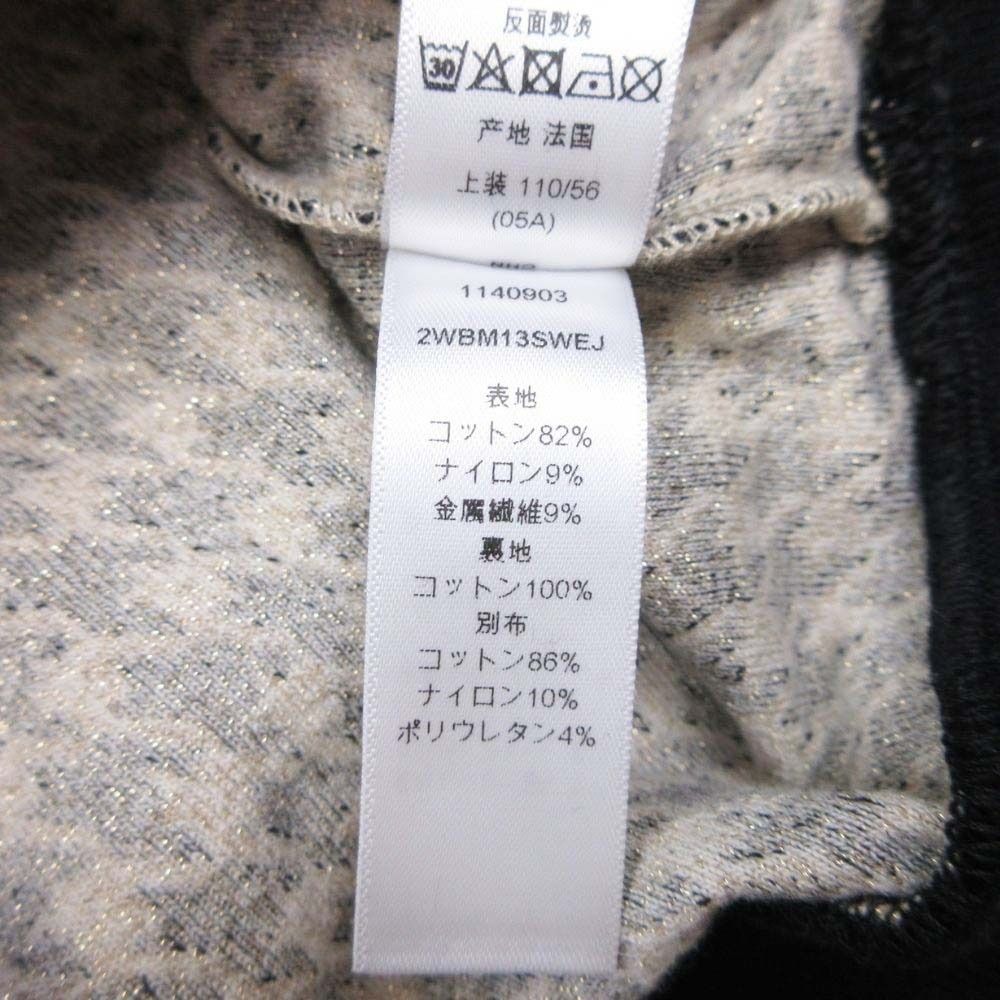 反面熨烫
30
产地 法国
上装 110/56
(05A)
1140903
2WBM13SWEJ
表地
コットン82%
ナイロン9%
金属繊維9%
裏地
コットン100%
別布
コットン86%
ナイロン10%
ポリウレタン4%